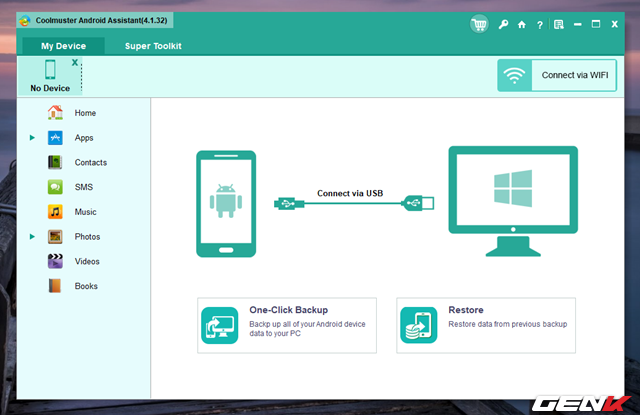 Coolmuster Android Assistant(4.1.32)
My Device
Super Toolkit
No Device
Connect via WIFI
Home
Apps
Contacts
SMS
Music
Photos
Videos
Books
Connect via USB
One-Click Backup
Backp up all of your Android device
data to your PC
Restore
Restore data from previous backup
GENK